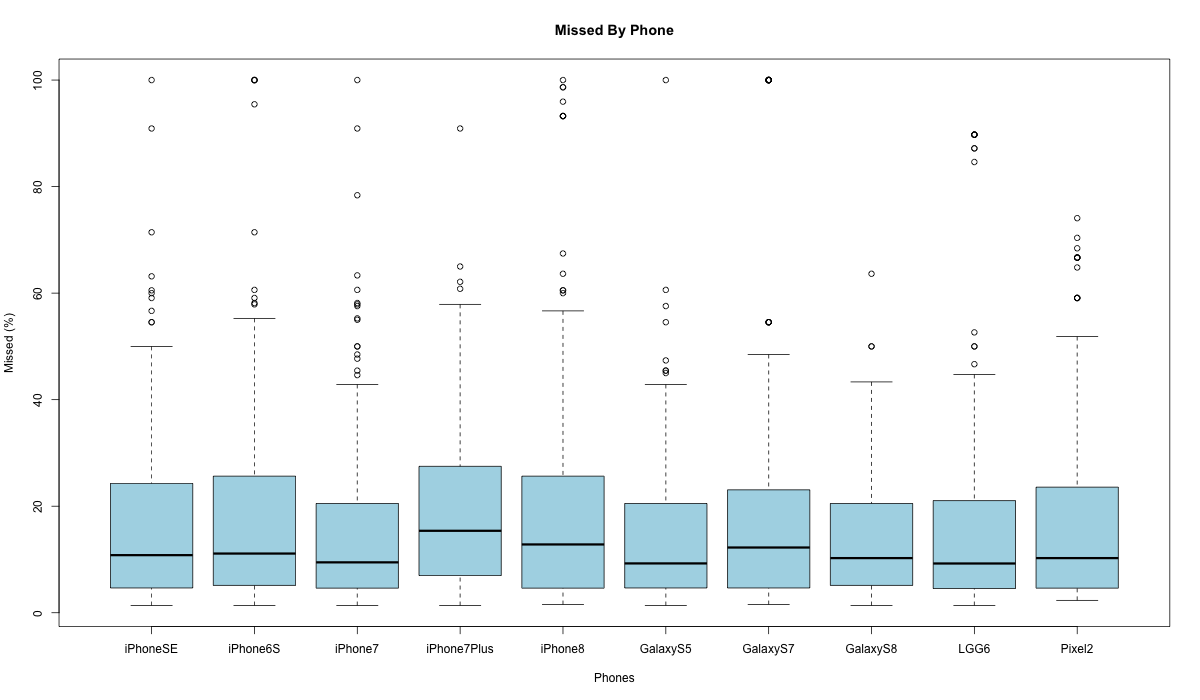 Missed By Phone
Missed (%)
100
80
60
40
20
0
iPhoneSE iPhone6S iPhone7 iPhone7Plus iPhone8 GalaxyS5 GalaxyS7 GalaxyS8 LGG6 Pixel2
Phones